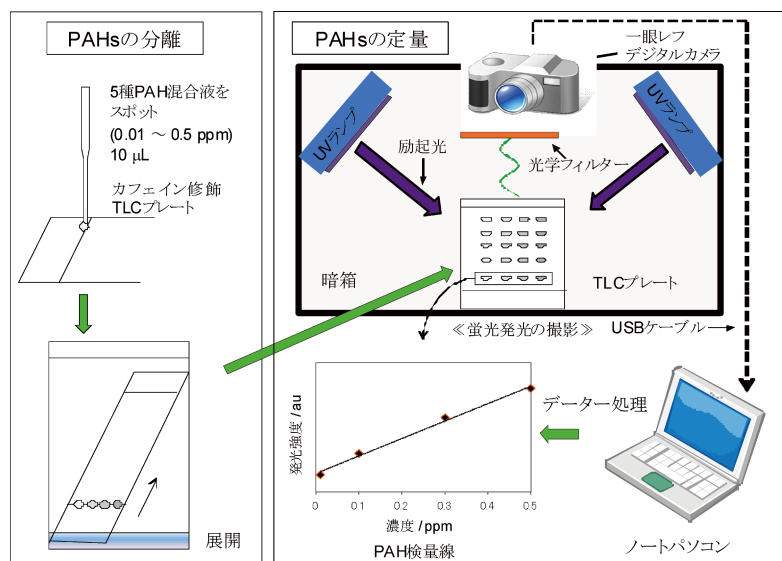 PAHsの分離
5種PAH混合液を
スポット
(0.01 ～ 0.5 ppm)
10 μL
カフェイン修飾
TLCプレート
展開
PAHsの定量
一眼レフ
デジタルカメラ
UVランプ
UVランプ
励起光
光学フィルター
暗箱
TLCプレート
≪蛍光発光の撮影≫
USBケーブル
発光強度 / au
0
0.1
0.2
0.3
0.4
0.5
濃度 / ppm
PAH検量線
データー処理
ノートパソコン